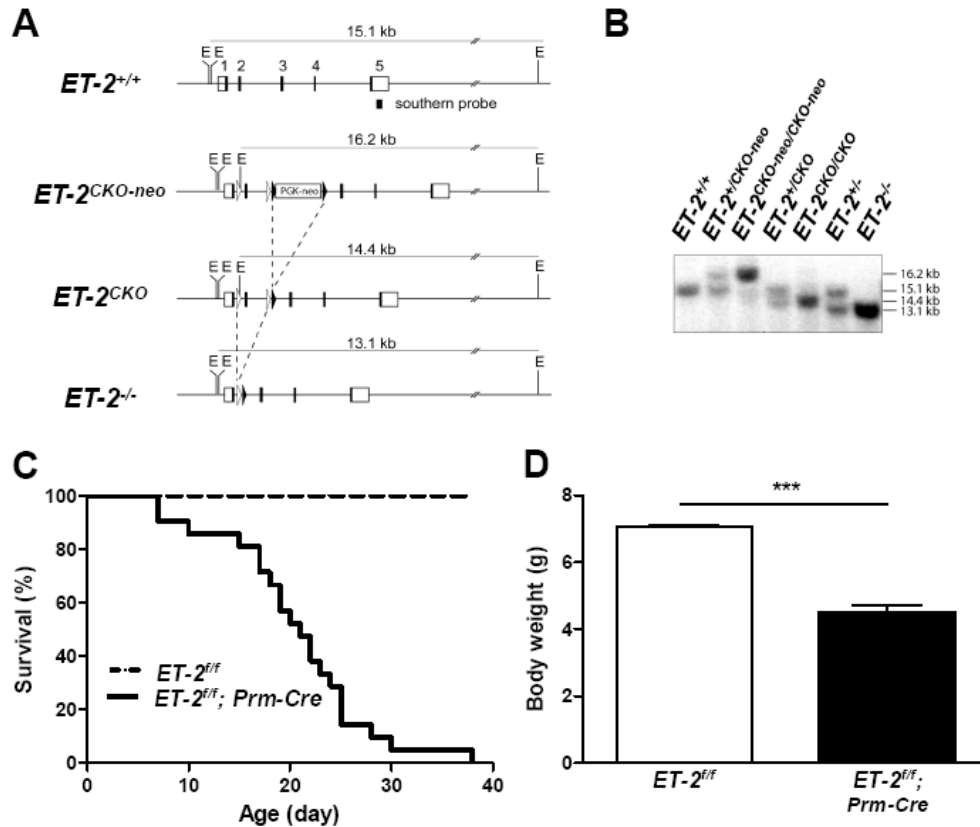 A
15.1 kb
E E
E
1 2 3 4 5
ET-2+/+
southern probe
16.2 kb
E E E
E
ET-2CKO-neo
PGK-neo
14.4 kb
E E E
E
ET-2CKO
13.1 kb
E E
E
ET-2-/-
B
ET-2+/+
ET-2+/CKO-neo
ET-2CKO-neo/CKO-neo
ET-2+/CKO
ET-2CKO/CKO
ET-2+/-
ET-2-/-
16.2 kb
15.1 kb
14.4 kb
13.1 kb
C
Survival (%)
100
80
60
40
20
0
ET-2f/f
ET-2f/f; Prm-Cre
0 10 20 30 40
Age (day)
D
Body weight (g)
8
6
4
2
0
***
ET-2f/f
ET-2f/f;
Prm-Cre